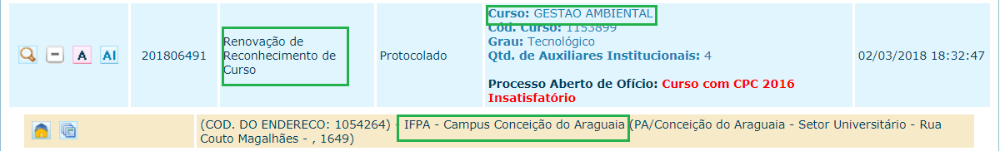 Curso: GESTAO AMBIENTAL
Cód. Curso: 1153899
Grau: Tecnológico
Qtd. de Auxiliares Institucionais: 4
A AI
201806491
Renovação de
Reconhecimento de
Curso
Protocolado
02/03/2018 18:32:47
Processo Aberto de Ofício: Curso com CPC 2016
Insatisfatório
(COD. DO ENDERECO: 1054264) - IFPA - Campus Conceição do Araguaia (PA/Conceição do Araguaia - Setor Universitário - Rua
Couto Magalhães - , 1649)